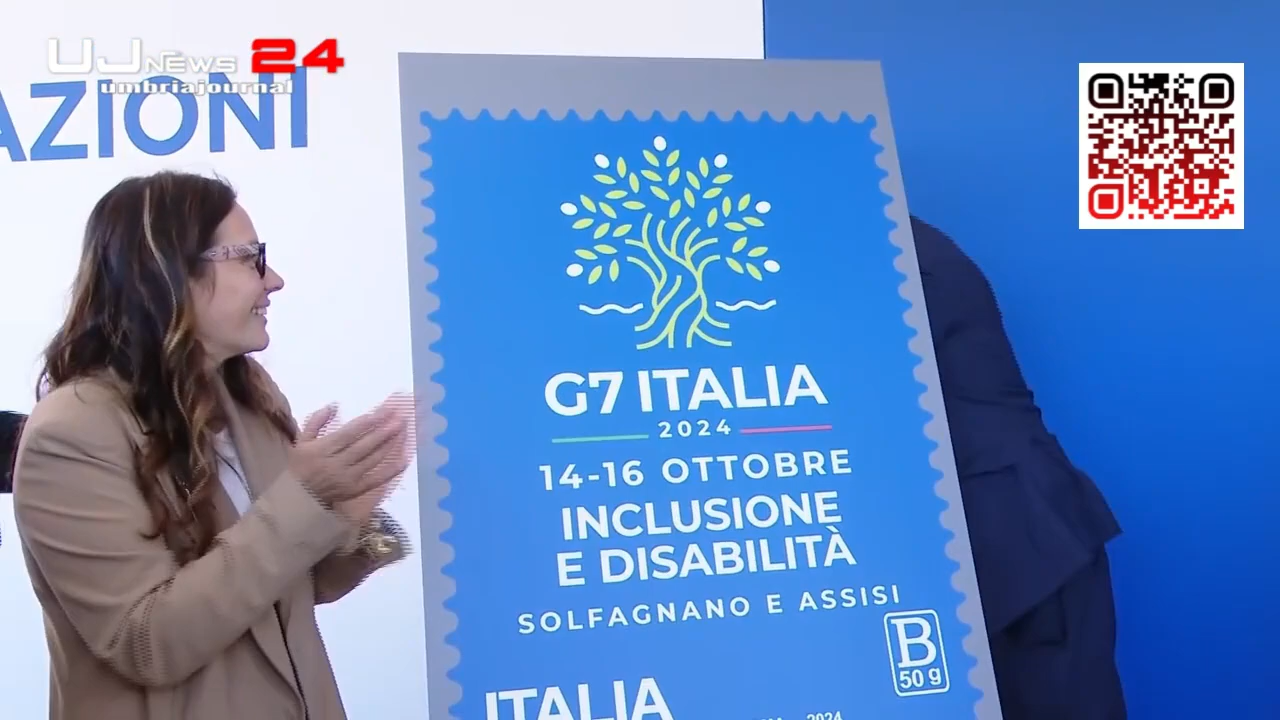 UJNEWS 24
umbriajournal
AZIONI
G7 ITALIA
2024
14-16 OTTOBRE
INCLUSIONE
E DISABILITÀ
SOLFAGNANO E ASSISI
B
50 g
ITALIA
2024